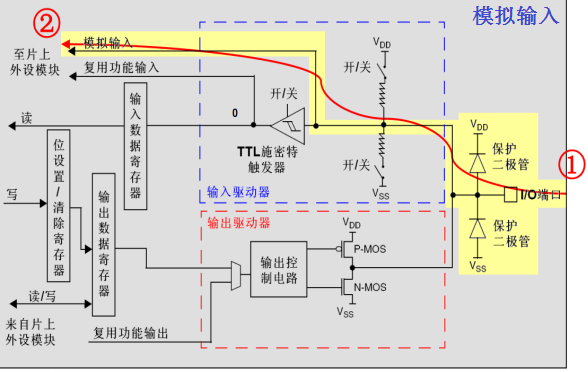 模拟输入
②
模拟输入
至片上
外设模块
复用功能输入
读
输入数据寄存器
0
开/关
TTL施密特
触发器
VDD
开/关
开/关
VSS
输入驱动器
VDD
保护
二极管
①
I/O端口
保护
二极管
VSS
写
位设置/清除寄存器
输出数据寄存器
读/写
来自片上
外设模块
复用功能输出
输出驱动器
输出控制电路
VDD
P-MOS
N-MOS
VSS